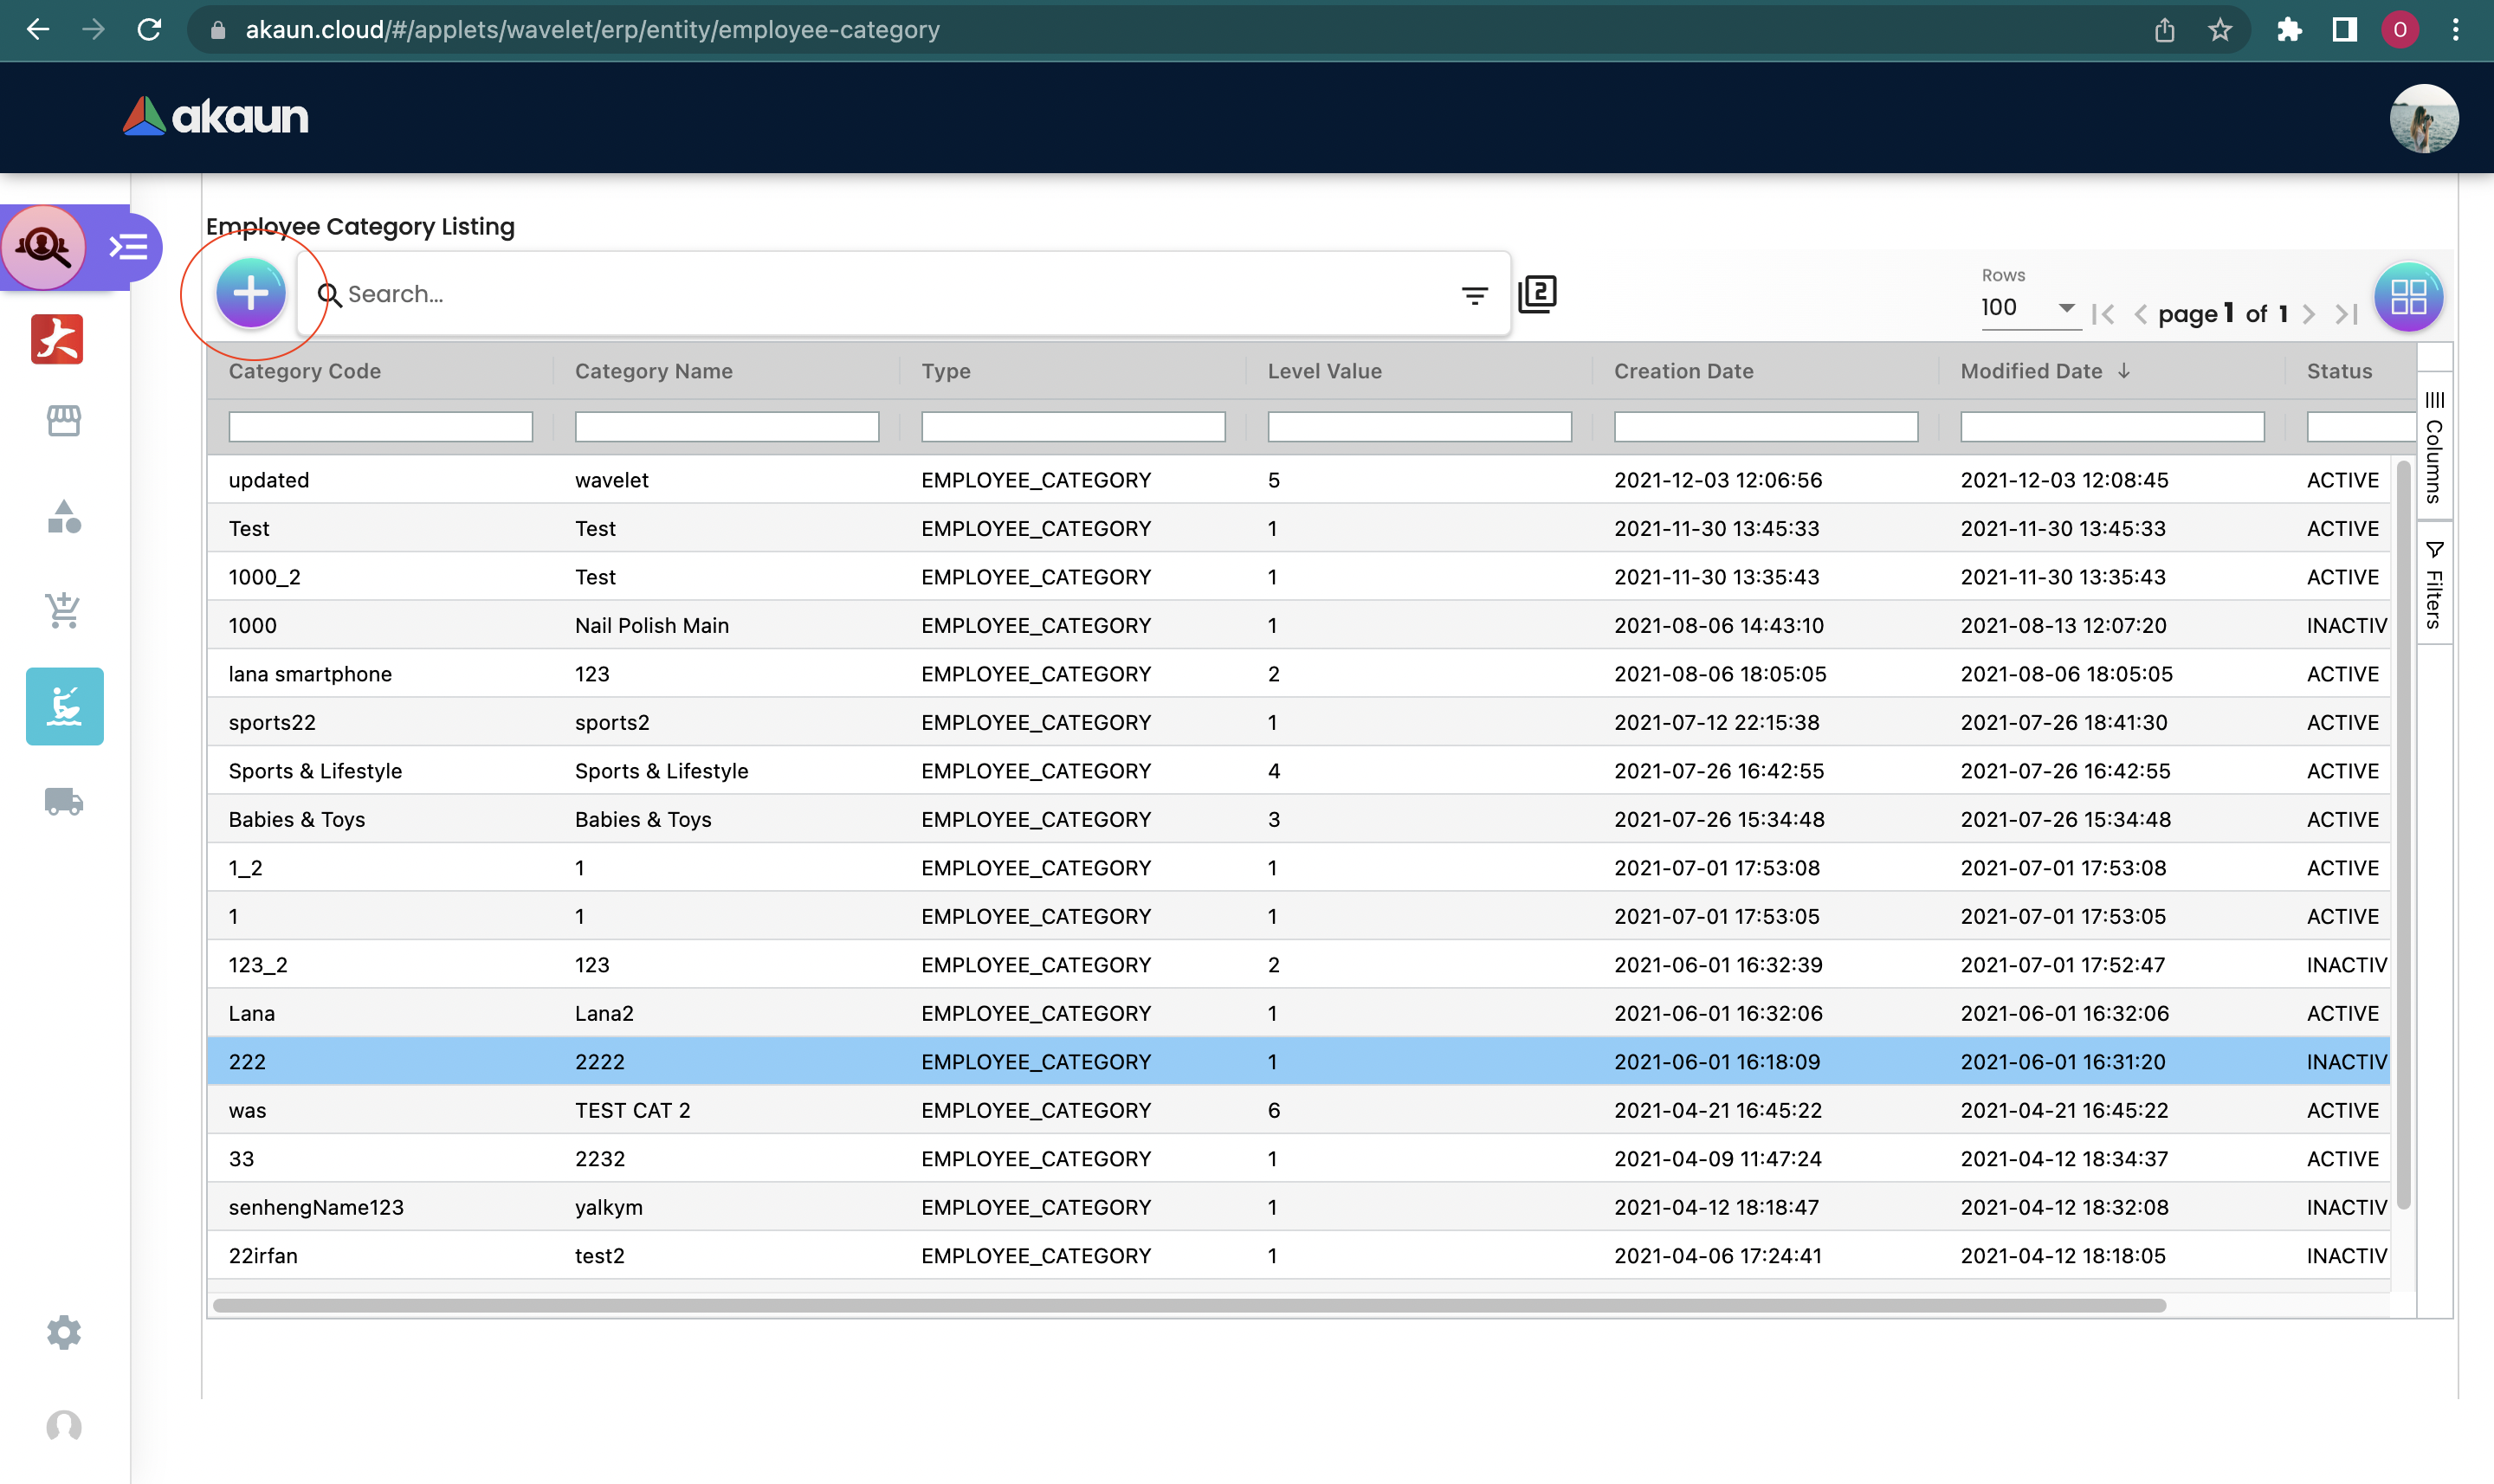 akaun.cloud/#/applets/wavelet/erp/entity/employee-category
O
akaun
Employee Category Listing
Search...
2
Rows
100
page 1 of 1
Category Code Category Name Type Level Value Creation Date Modified Date Status
updated wavelet EMPLOYEE_CATEGORY 5 2021-12-03 12:06:56 2021-12-03 12:08:45 ACTIVE
Test Test EMPLOYEE_CATEGORY 1 2021-11-30 13:45:33 2021-11-30 13:45:33 ACTIVE
1000_2 Test EMPLOYEE_CATEGORY 1 2021-11-30 13:35:43 2021-11-30 13:35:43 ACTIVE
1000 Nail Polish Main EMPLOYEE_CATEGORY 1 2021-08-06 14:43:10 2021-08-13 12:07:20 INACTIV
lana smartphone 123 EMPLOYEE_CATEGORY 2 2021-08-06 18:05:05 2021-08-06 18:05:05 ACTIVE
sports22 sports2 EMPLOYEE_CATEGORY 1 2021-07-12 22:15:38 2021-07-26 18:41:30 ACTIVE
Sports & Lifestyle Sports & Lifestyle EMPLOYEE_CATEGORY 4 2021-07-26 16:42:55 2021-07-26 16:42:55 ACTIVE
Babies & Toys Babies & Toys EMPLOYEE_CATEGORY 3 2021-07-26 15:34:48 2021-07-26 15:34:48 ACTIVE
1_2 1 EMPLOYEE_CATEGORY 1 2021-07-01 17:53:08 2021-07-01 17:53:08 ACTIVE
1 1 EMPLOYEE_CATEGORY 1 2021-07-01 17:53:05 2021-07-01 17:53:05 ACTIVE
123_2 123 EMPLOYEE_CATEGORY 2 2021-06-01 16:32:39 2021-07-01 17:52:47 INACTIV
Lana Lana2 EMPLOYEE_CATEGORY 1 2021-06-01 16:32:06 2021-06-01 16:32:06 ACTIVE
222 2222 EMPLOYEE_CATEGORY 1 2021-06-01 16:18:09 2021-06-01 16:31:20 INACTIV
was TEST CAT 2 EMPLOYEE_CATEGORY 6 2021-04-21 16:45:22 2021-04-21 16:45:22 ACTIVE
33 2232 EMPLOYEE_CATEGORY 1 2021-04-09 11:47:24 2021-04-12 18:34:37 ACTIVE
senhengName123 yalkym EMPLOYEE_CATEGORY 1 2021-04-12 18:18:47 2021-04-12 18:32:08 INACTIV
22irfan test2 EMPLOYEE_CATEGORY 1 2021-04-06 17:24:41 2021-04-12 18:18:05 INACTIV
Columns
Filters